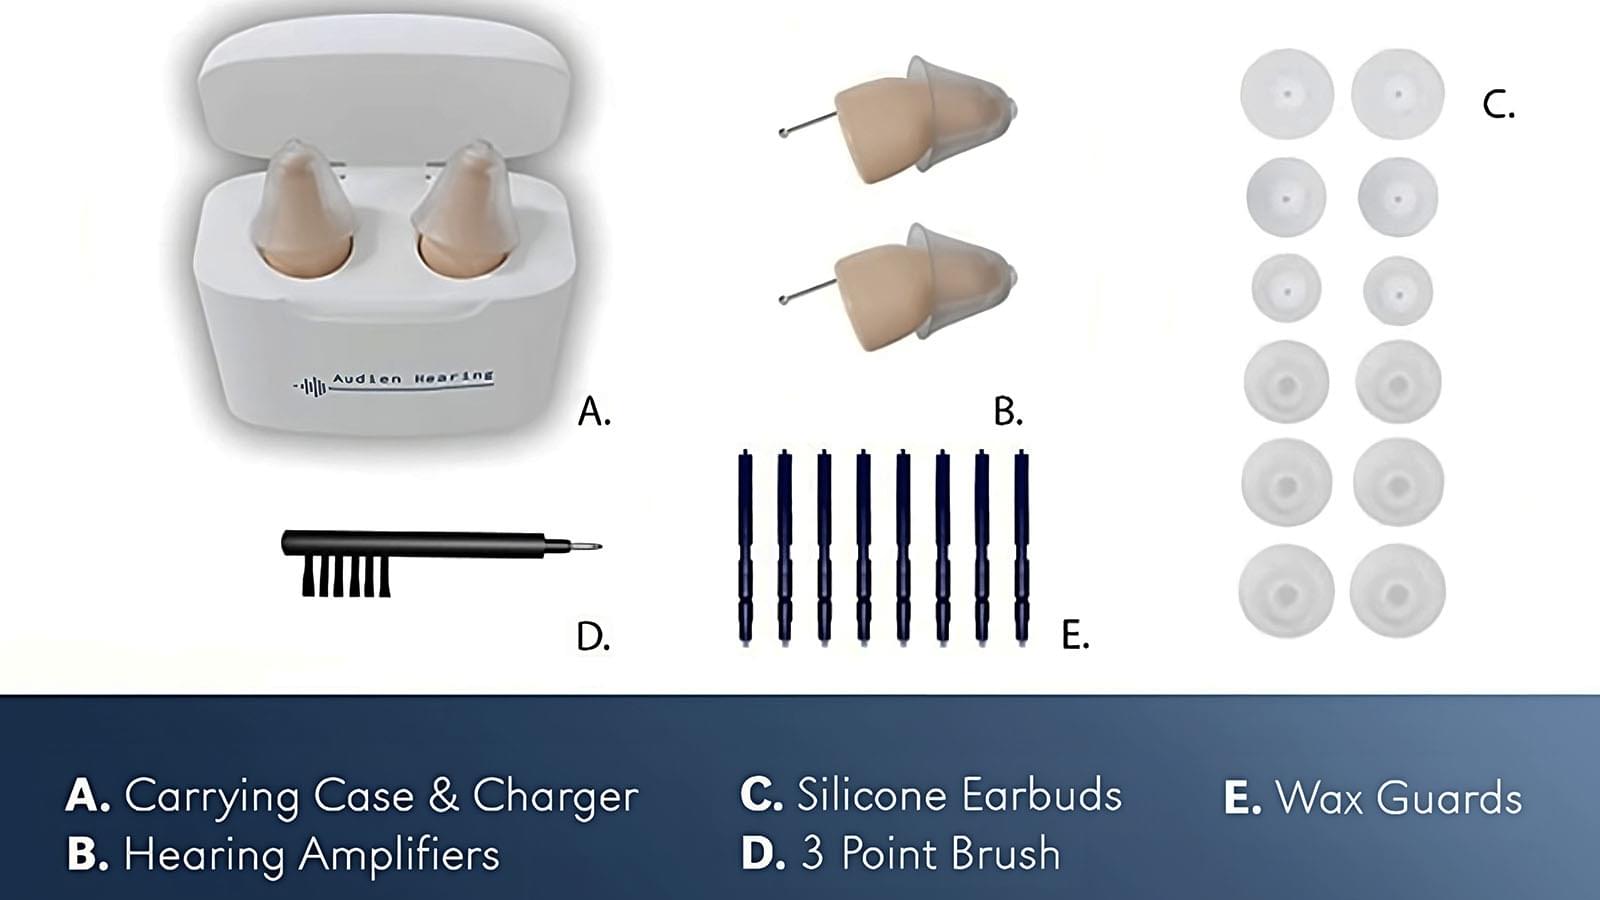 C.
Audien Hearing
A.
B.
D.
E.
A. Carrying Case & Charger
B. Hearing Amplifiers
C. Silicone Earbuds
D. 3 Point Brush
E. Wax Guards